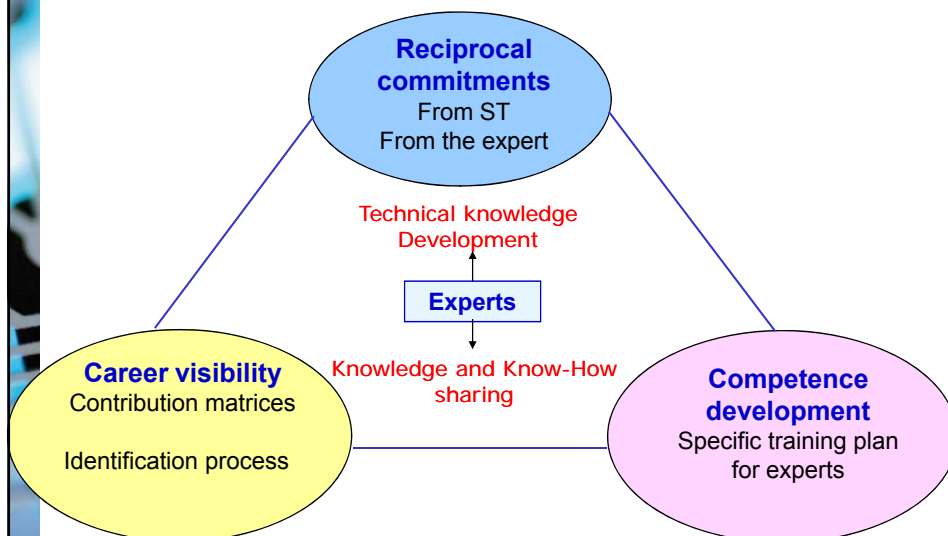 Reciprocal
commitments
From ST
From the expert
Technical knowledge
Development
Experts
Knowledge and Know-How
sharing
Career visibility
Contribution matrices
Identification process
Competence
development
Specific training plan
for experts